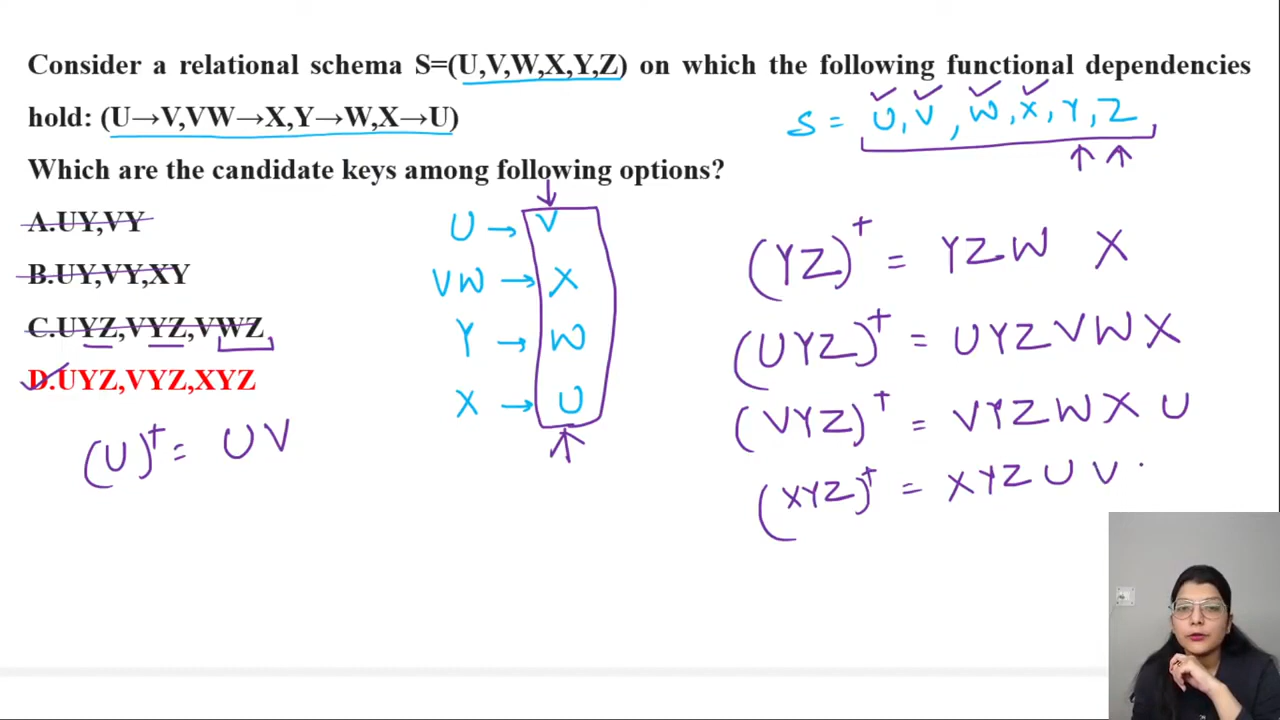 Consider a relational schema S=(U,V,W,X,Y,Z) on which the following functional dependencies
hold: (U→V,VW→X,Y→W,X→U)
S = U, V, W, X, Y, Z
Which are the candidate keys among following options?
A.UY,VY
B.UY,VY,XY
C.UYZ,VYZ,VWZ
D.UYZ,VYZ,XYZ
(U)⁺ = UV
U → V
VW → X
Y → W
X → U
(YZ)⁺ = YZW X
(UYZ)⁺ = UYZVWX
(VYZ)⁺ = VYZWXU
(XYZ)⁺ = XYZUV